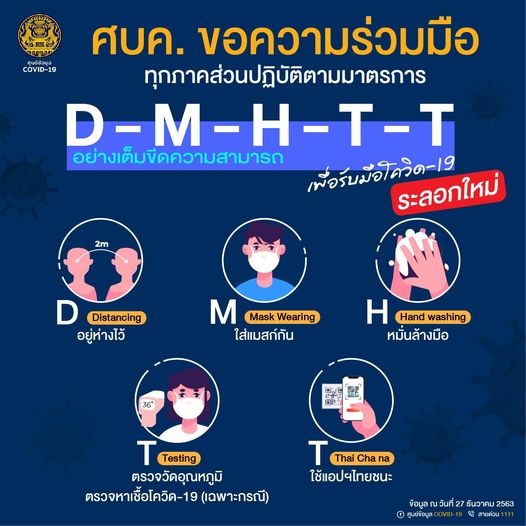 ศูนย์ข้อมูล
COVID-19
ศบค. ขอความร่วมมือ
ทุกภาคส่วนปฏิบัติตามมาตรการ
D-M-H-T-T
อย่างเต็มขีดความสามารถ
เพื่อรับมือโควิด-19
ระลอกใหม่
2m
D Distancing
อยู่ห่างไว้
M Mask Wearing
ใส่แมสก์กัน
H Hand washing
หมั่นล้างมือ
36°
T Testing
ตรวจวัดอุณหภูมิ
ตรวจหาเชื้อโควิด-19 (เฉพาะกรณี)
T Thai Cha na
ใช้แอปฯไทยชนะ
ข้อมูล ณ วันที่ 27 ธันวาคม 2563
ศูนย์ข้อมูล COVID-19 สายด่วน 1111